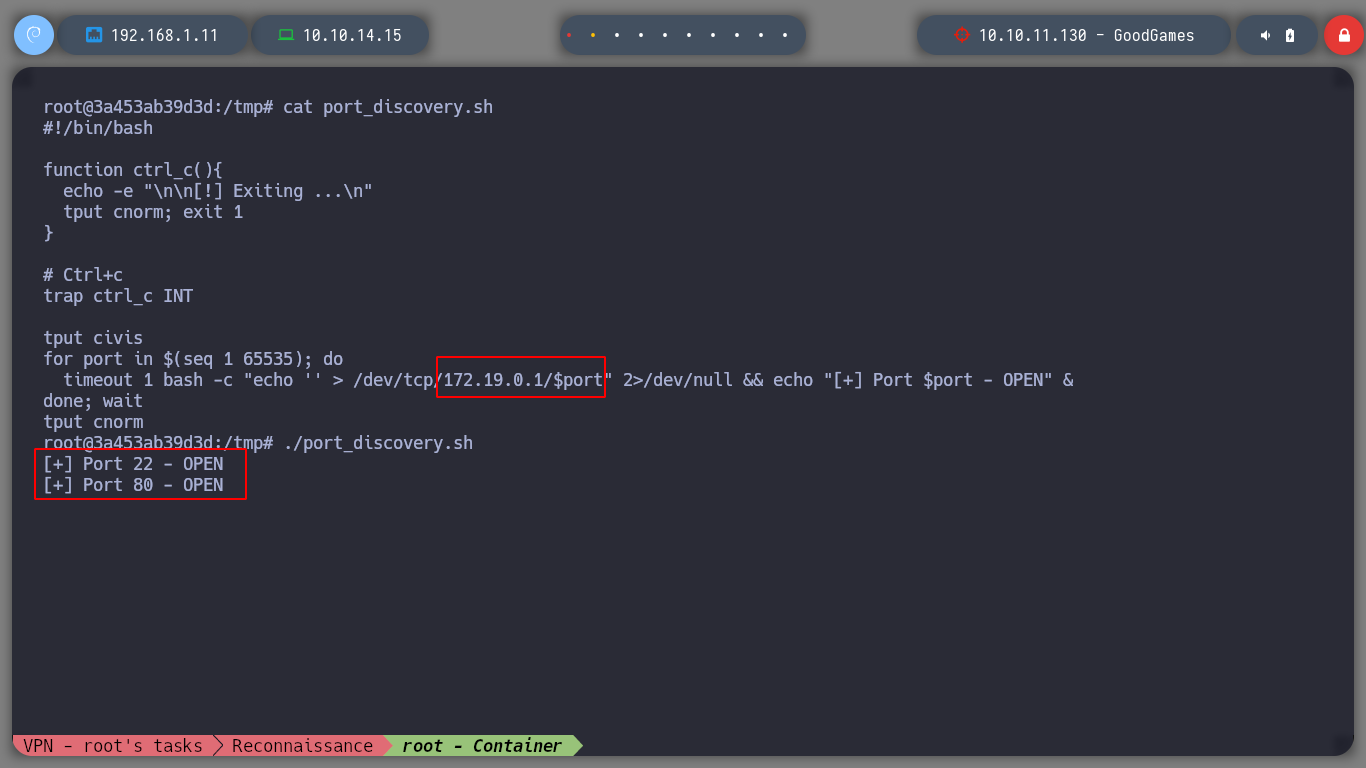 192.168.1.11 10.10.14.15 10.10.11.130 - GoodGames
root@3a453ab39d3d:/tmp# cat port_discovery.sh
#!/bin/bash
function ctrl_c(){
  echo -e "\n\n[!] Exiting ...\n"
  tput cnorm; exit 1
}
# Ctrl+c
trap ctrl_c INT
tput civis
for port in $(seq 1 65535); do
  timeout 1 bash -c "echo '' > /dev/tcp/172.19.0.1/$port" 2>/dev/null && echo "[+] Port $port - OPEN" &
done; wait
tput cnorm
root@3a453ab39d3d:/tmp# ./port_discovery.sh
[+] Port 22 - OPEN
[+] Port 80 - OPEN
VPN - root's tasks Reconnaissance root - Container